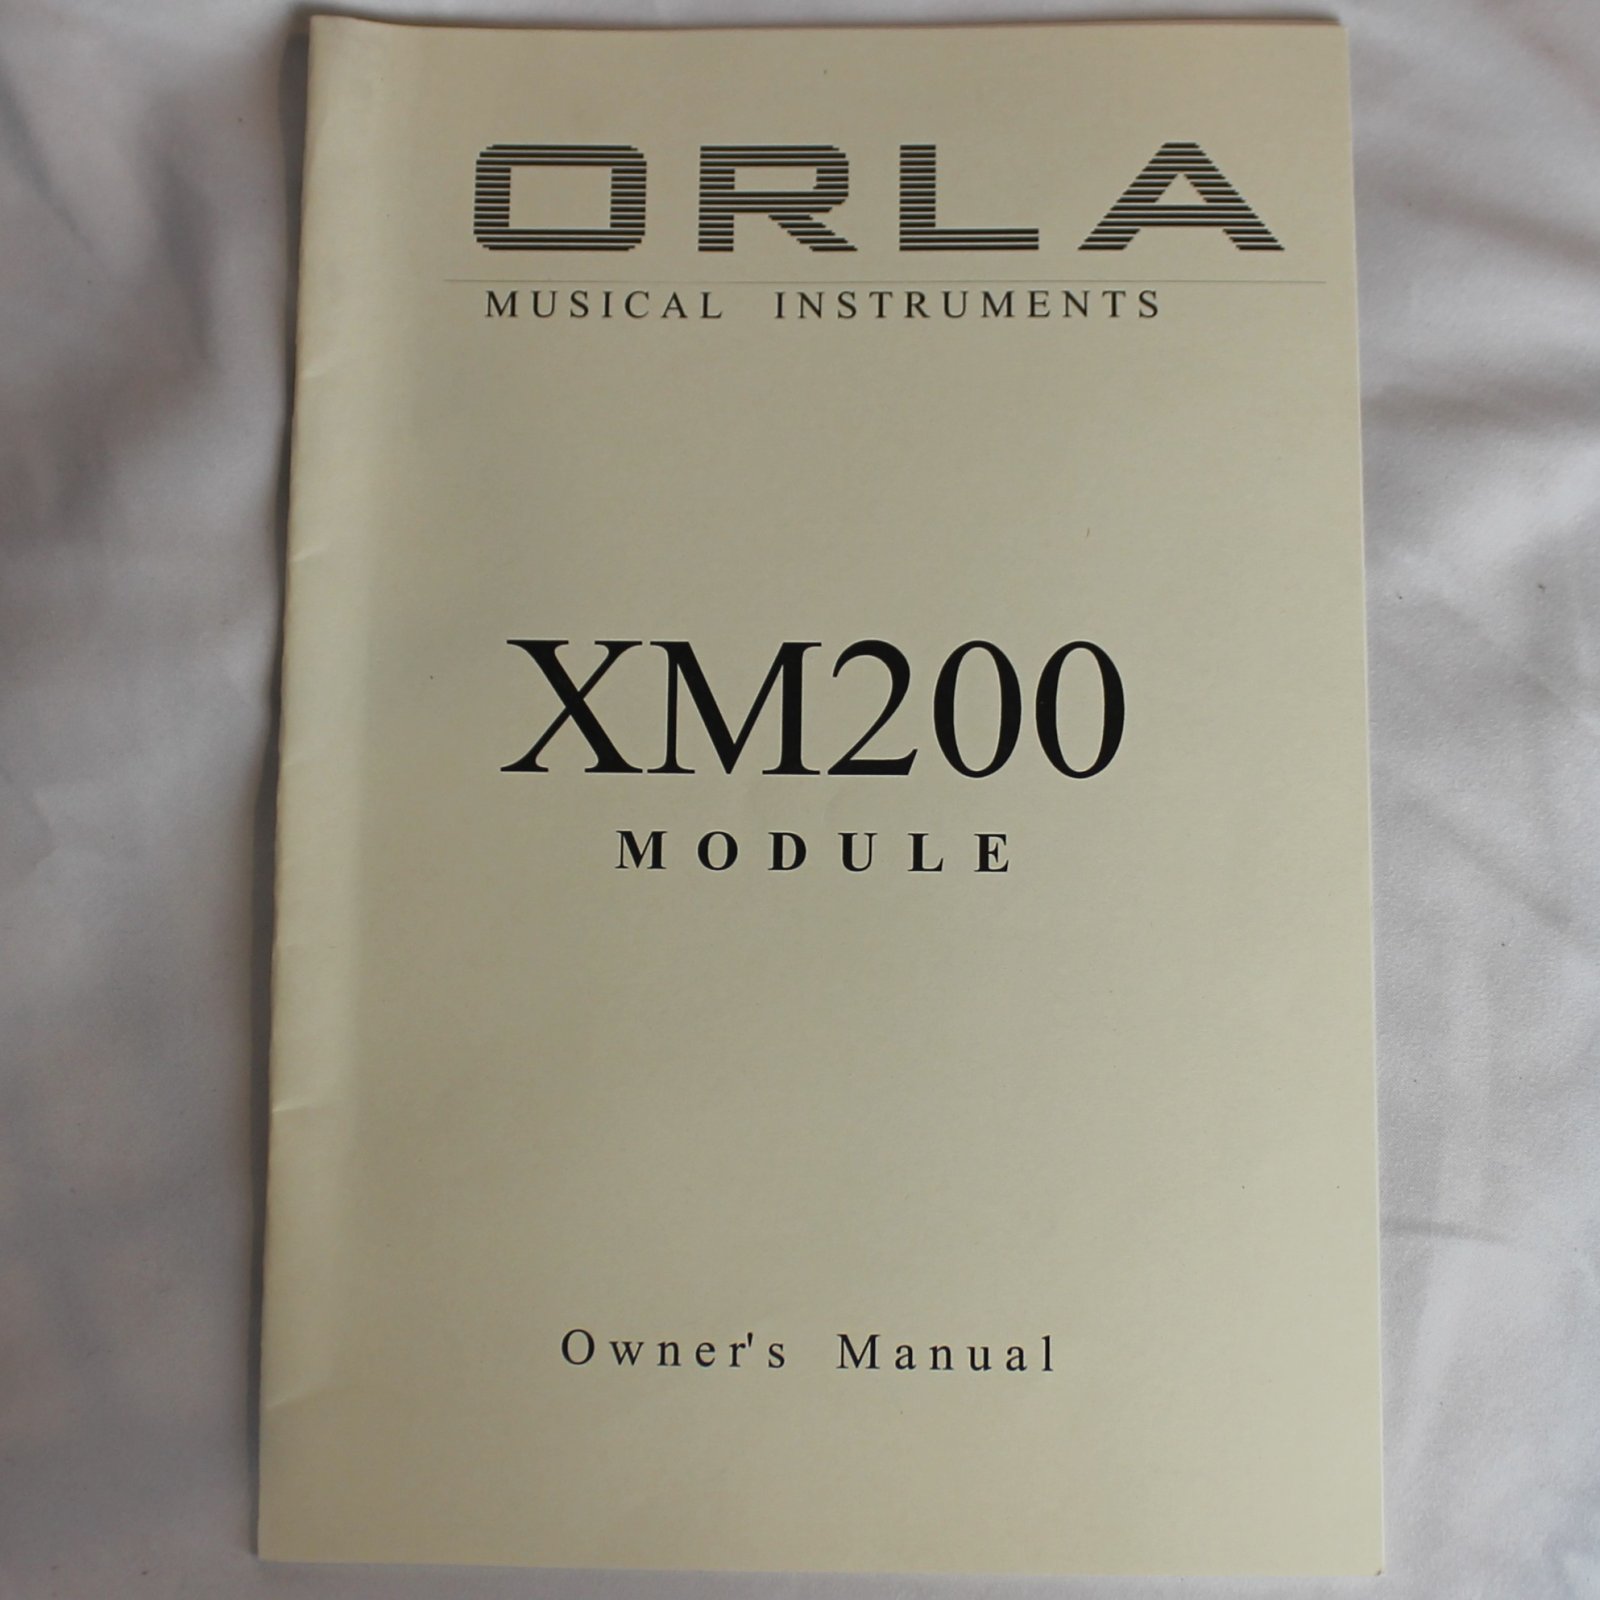 ORLA
MUSICAL INSTRUMENTS
XM200
MODULE
Owner's Manual